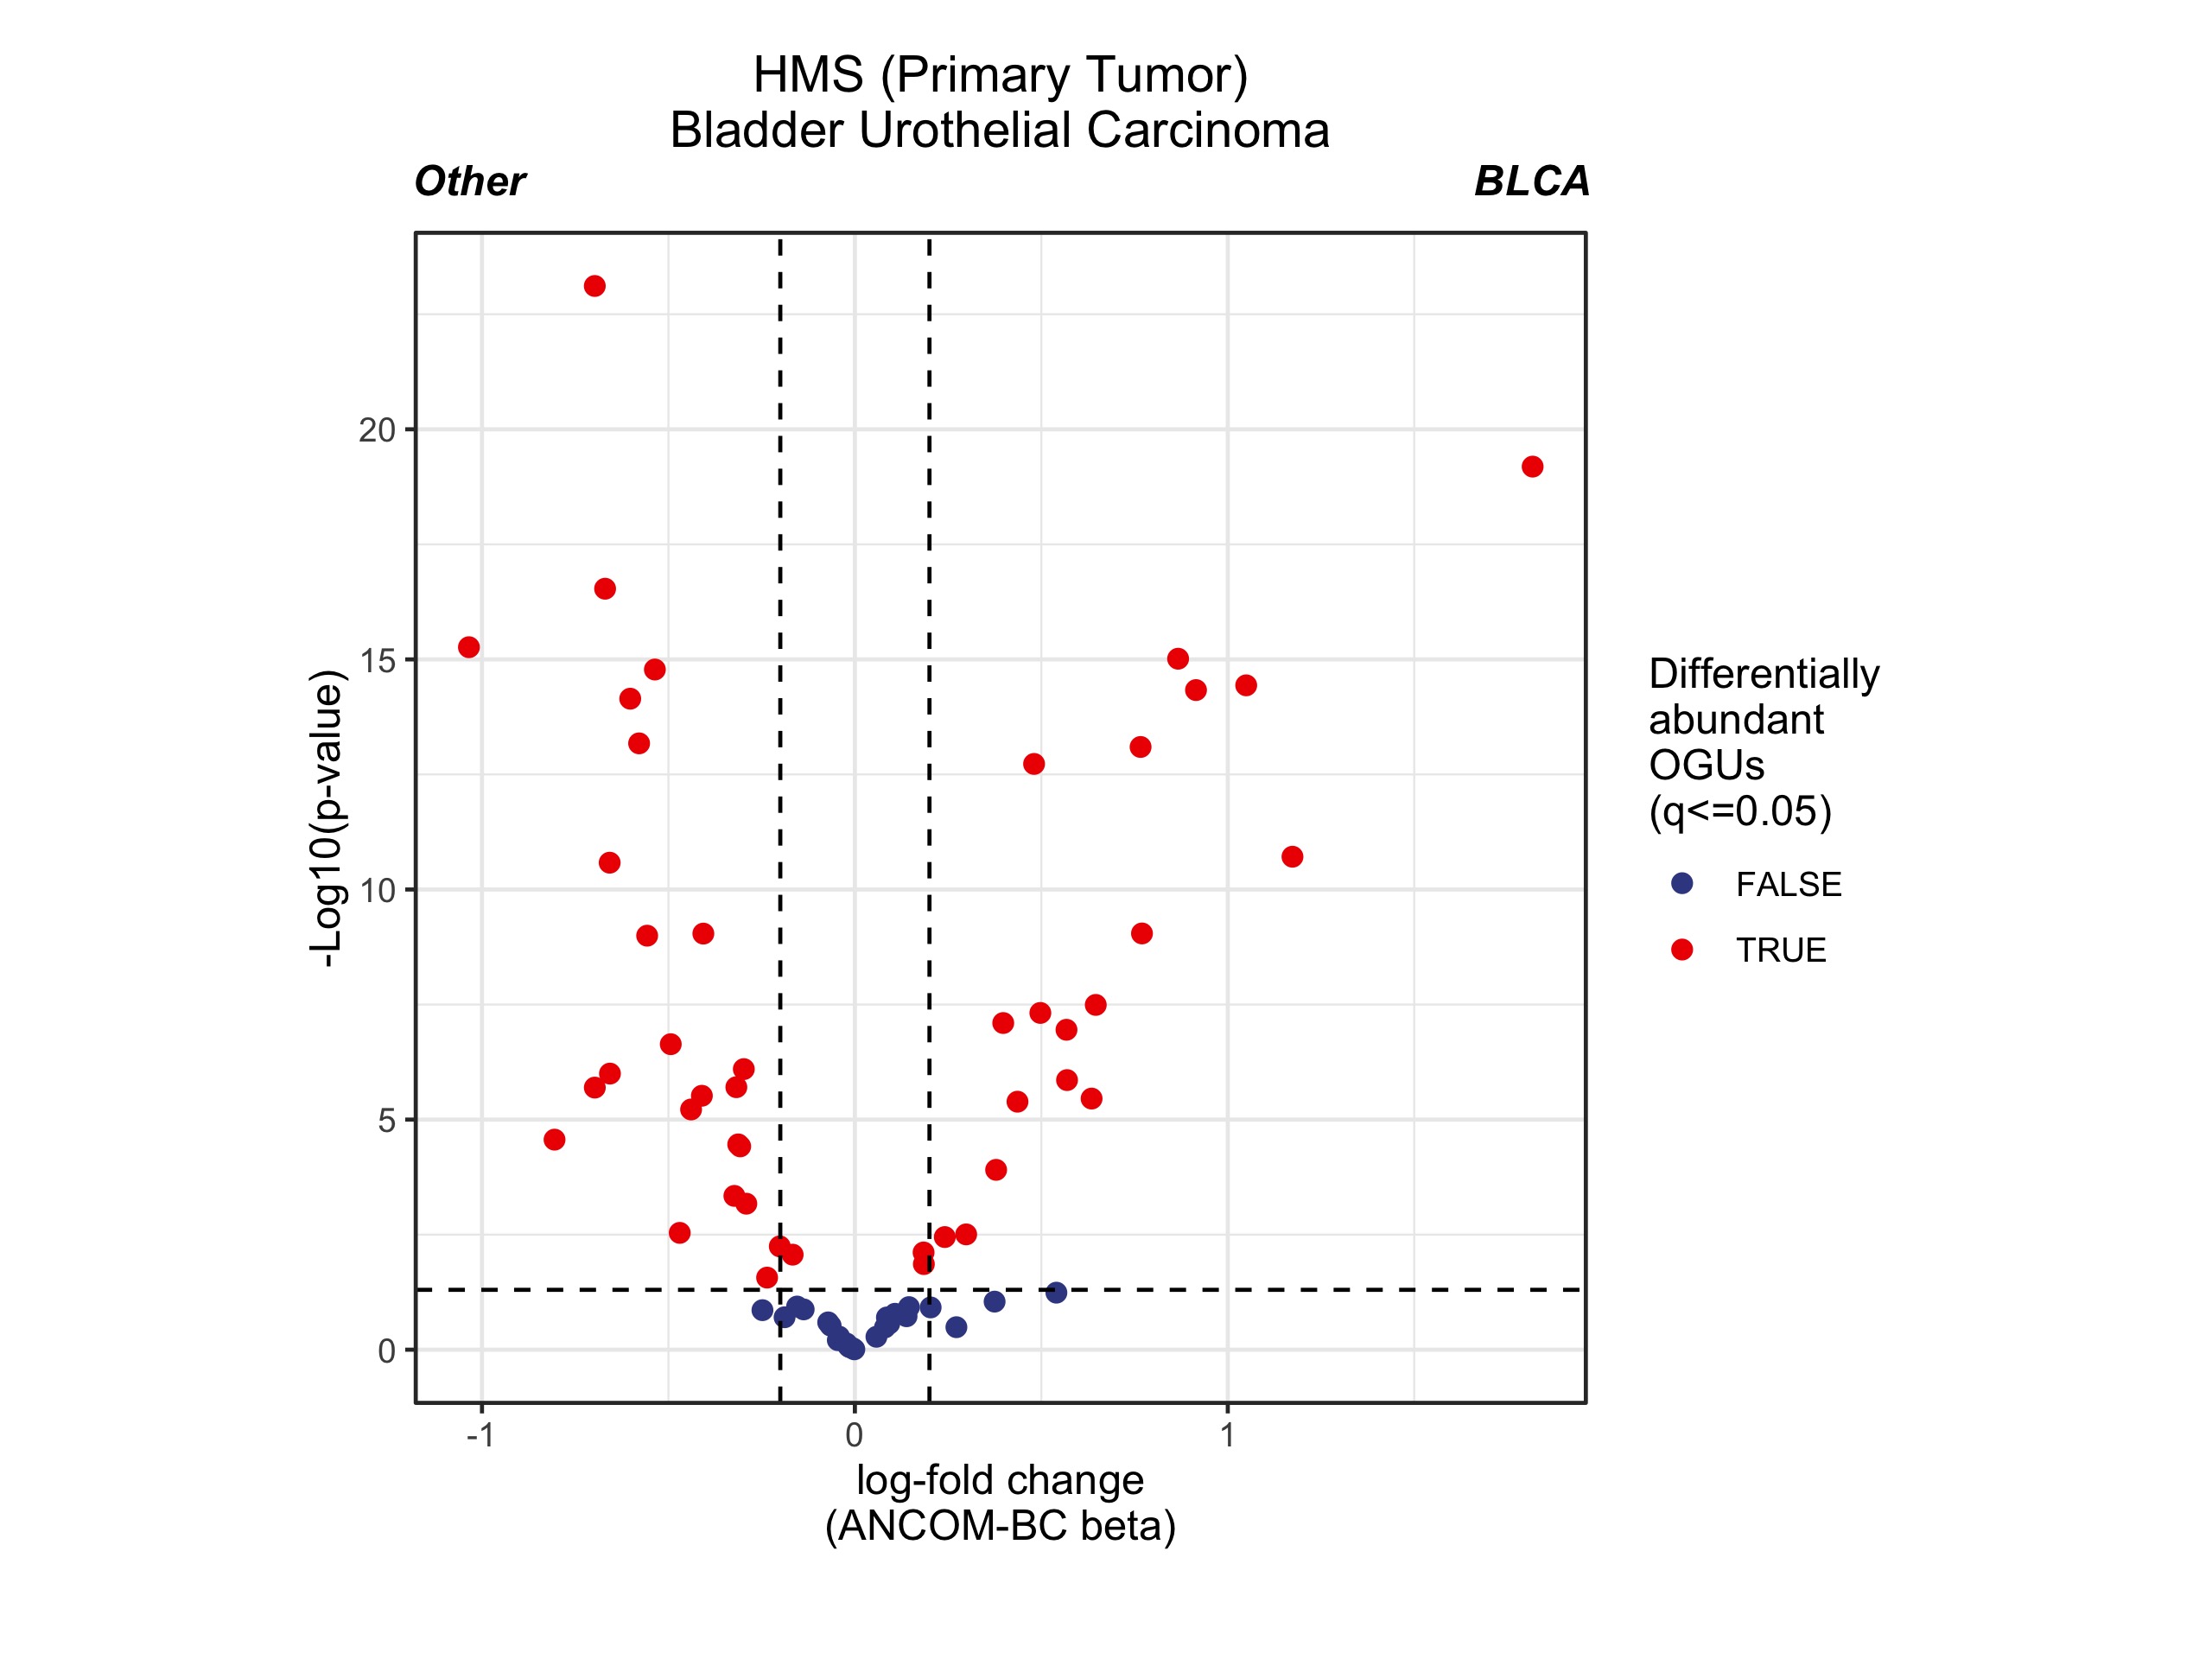 HMS (Primary Tumor)
Bladder Urothelial Carcinoma
Other
BLCA
20
15
10
5
0
-Log10(p-value)
-1
0
1
log-fold change
(ANCOM-BC beta)
Differentially
abundant
OGUs
(q<=0.05)
FALSE
TRUE